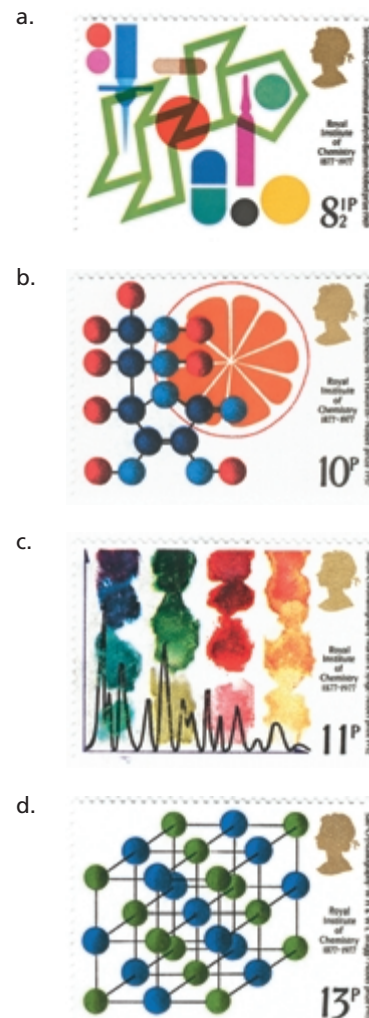 a.
Royal
Institute
of
Chemistry
1877-1977
8½P
b.
Royal
Institute
of
Chemistry
1877-1977
10P
c.
Royal
Institute
of
Chemistry
1877-1977
11P
d.
Royal
Institute
of
Chemistry
1877-1977
13P